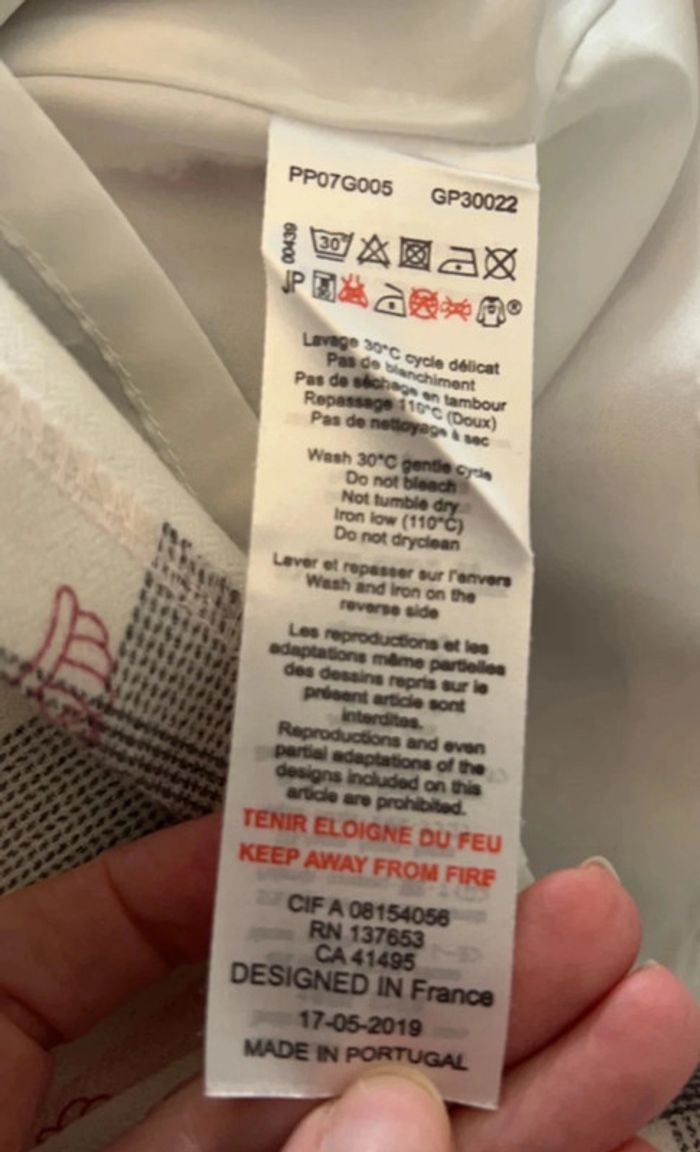 PP07G005 GP30022
00439
30°
JP
®
Lavage 30°C cycle délicat
Pas de blanchiment
Pas de séchage en tambour
Repassage 110°C (Doux)
Pas de nettoyage à sec
Wash 30°C gentle cycle
Do not bleach
Not tumble dry
Iron low (110°C)
Do not dryclean
Laver et repasser sur l'envers
Wash and iron on the
reverse side
Les reproductions et les
adaptations même partielles
des dessins repris sur le
présent article sont
interdites.
Reproductions and even
partial adaptations of the
designs included on this
article are prohibited.
TENIR ELOIGNE DU FEU
KEEP AWAY FROM FIRE
CIF A 08154056
RN 137653
CA 41495
DESIGNED IN France
17-05-2019
MADE IN PORTUGAL